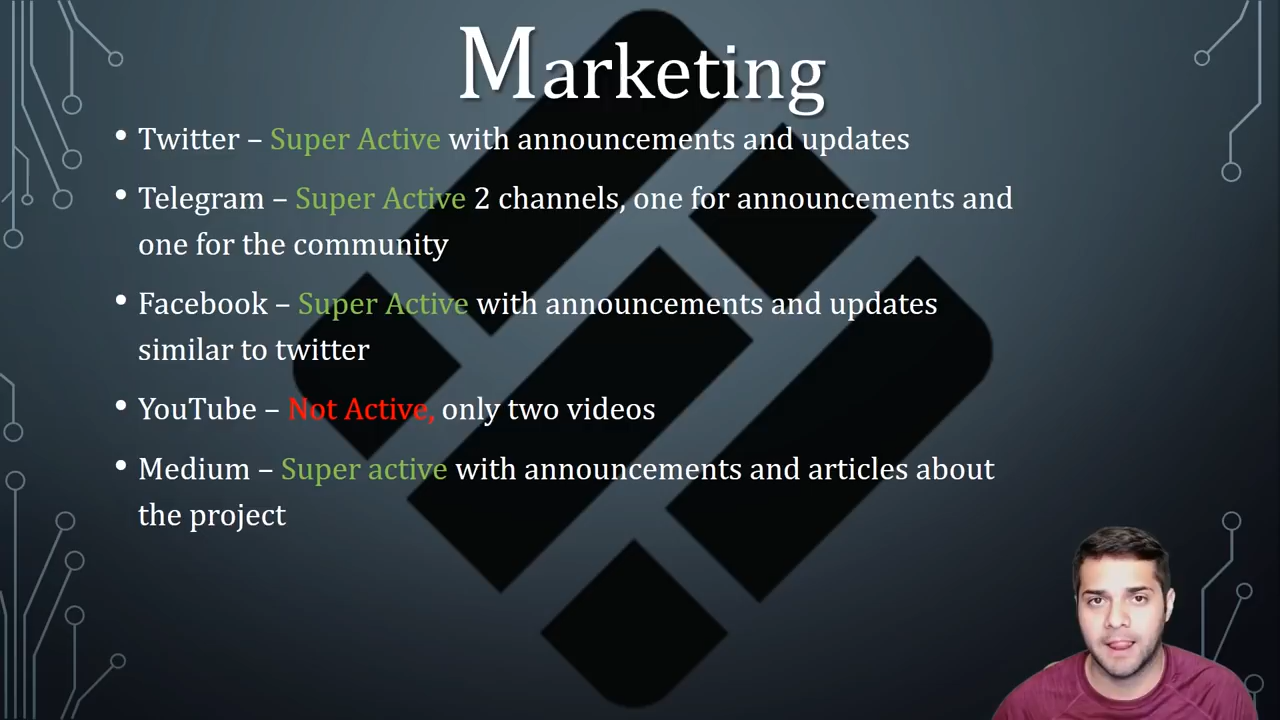 Marketing
• Twitter – Super Active with announcements and updates
• Telegram – Super Active 2 channels, one for announcements and
one for the community
• Facebook – Super Active with announcements and updates
similar to twitter
• YouTube – Not Active, only two videos
• Medium – Super active with announcements and articles about
the project